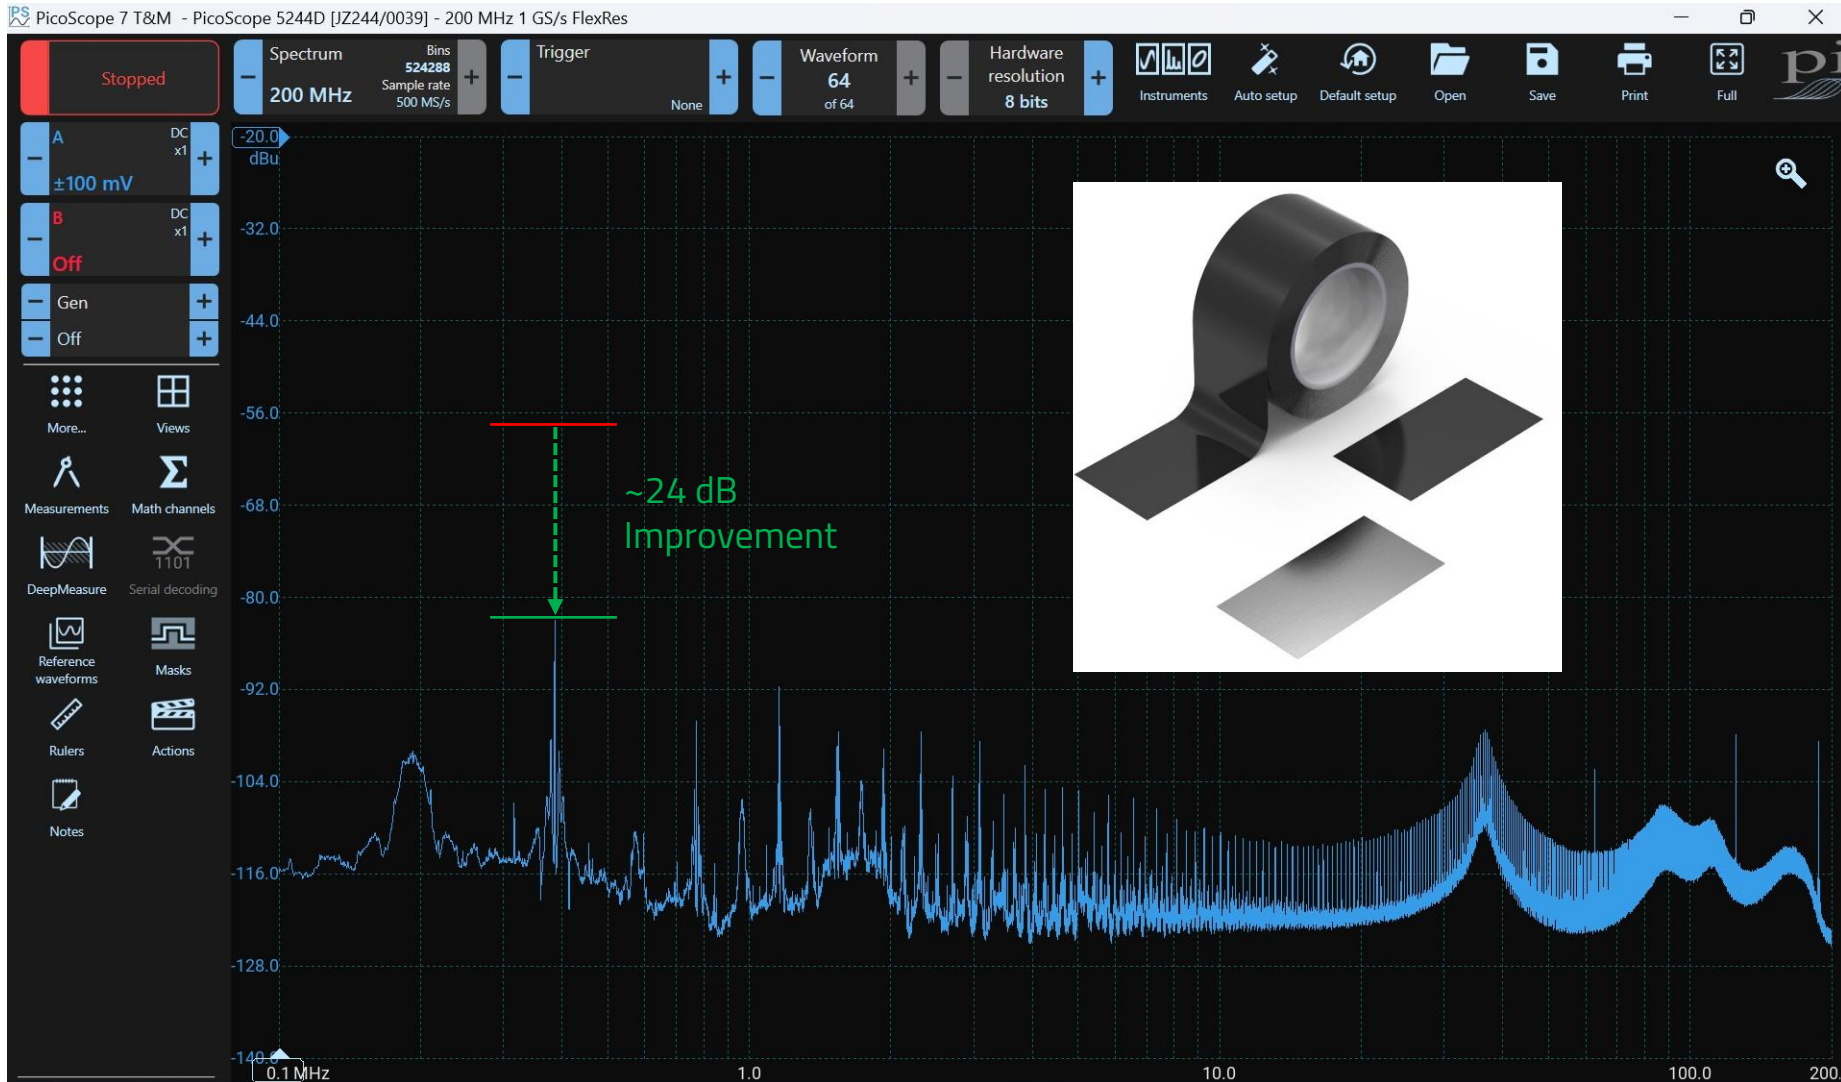 PicoScope 7 T&M - PicoScope 5244D [JZ244/0039] - 200 MHz 1 GS/s FlexRes
Stopped
Spectrum
200 MHz
Bins
524288
Sample rate
500 MS/s
Trigger
None
Waveform
64
of 64
Hardware
resolution
8 bits
Instruments
Auto setup
Default setup
Open
Save
Print
Full
A
DC
x1
±100 mV
B
DC
x1
Off
Gen
Off
More...
Views
Measurements
Math channels
DeepMeasure
1101
Serial decoding
Reference
waveforms
Masks
Rulers
Actions
Notes
-20.0
dBu
-32.0
-44.0
-56.0
-68.0
-80.0
-92.0
-104.0
-116.0
-128.0
-140.0
~24 dB
Improvement
0.1 MHz
1.0
10.0
100.0